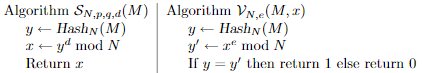 Algorithm S_{N,p,q,d}(M)
y ← Hash_N(M)
x ← y^d mod N
Return x
Algorithm V_{N,e}(M, x)
y ← Hash_N(M)
y′ ← x^e mod N
If y = y′ then return 1 else return 0